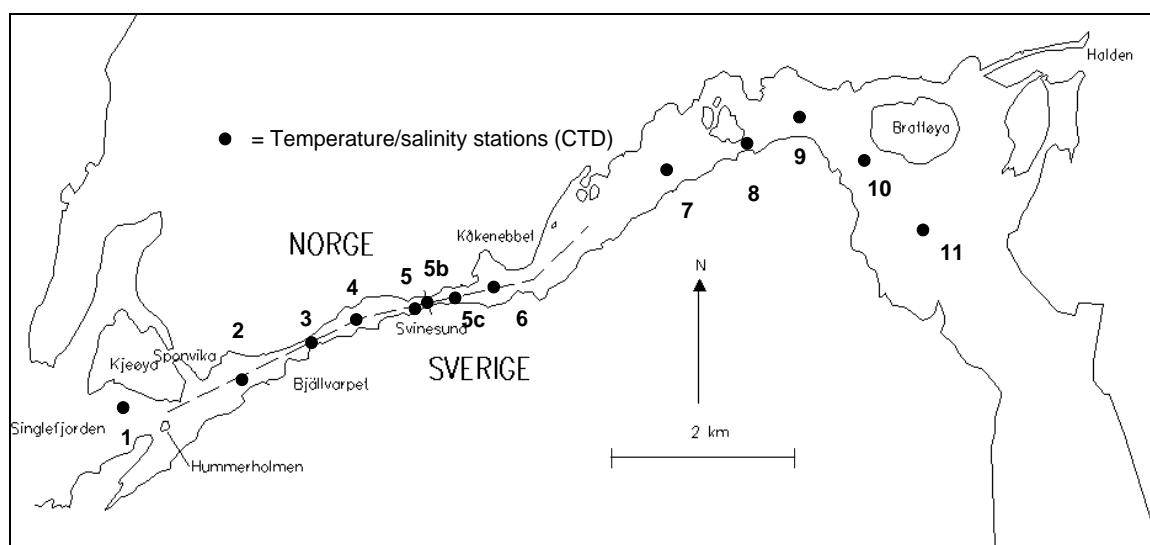 Halden
Brattøya
● = Temperature/salinity stations (CTD)
9
10
8
7
11
Kåkenebbet
NORGE
5b
5
4
N
5c
6
Svinesund
3
2
SVERIGE
Sponvika
Kjeøya
Bjällvarpet
2 km
Singlefjorden
1
Hummerholmen